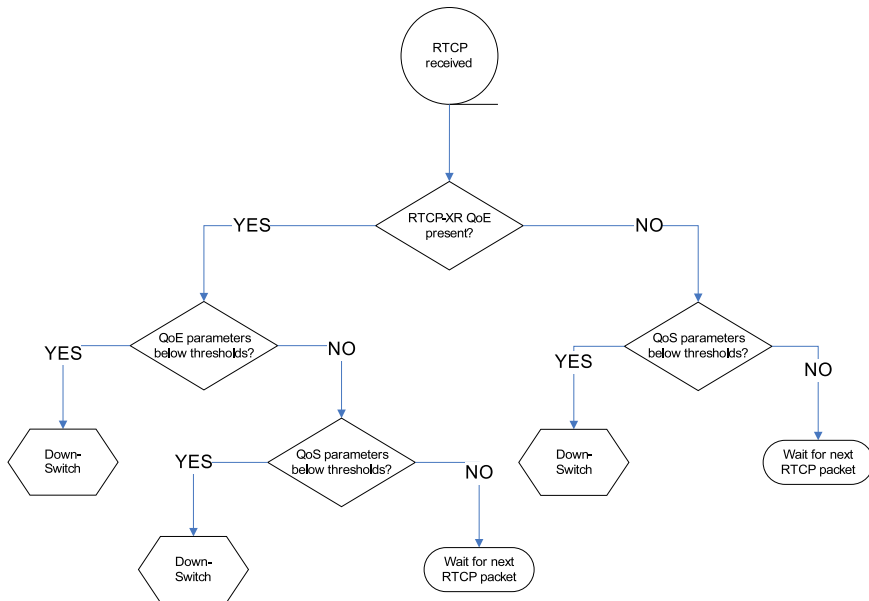 RTCP
received
RTCP-XR QoE
present?
YES
NO
QoE parameters
below thresholds?
YES
NO
QoS parameters
below thresholds?
YES
NO
Down-
Switch
QoS parameters
below thresholds?
YES
NO
Down-
Switch
Wait for next
RTCP packet
Down-
Switch
Wait for next
RTCP packet